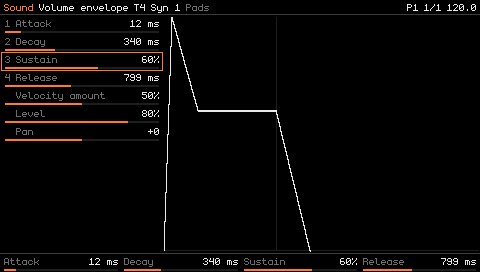 Sound Volume envelope T4 Syn 1 Pads P1 1/1 120.0
1 Attack 12 ms
2 Decay 340 ms
3 Sustain 60%
4 Release 799 ms
Velocity amount 50%
Level 80%
Pan +0
Attack 12 ms Decay 340 ms Sustain 60% Release 799 ms